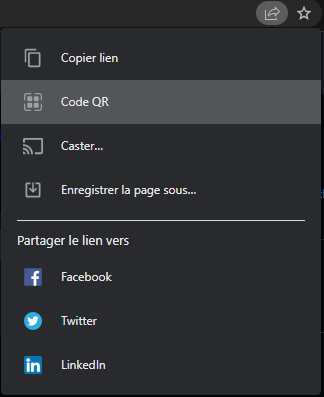 Copier lien
Code QR
Caster...
Enregistrer la page sous...
Partager le lien vers
Facebook
Twitter
LinkedIn